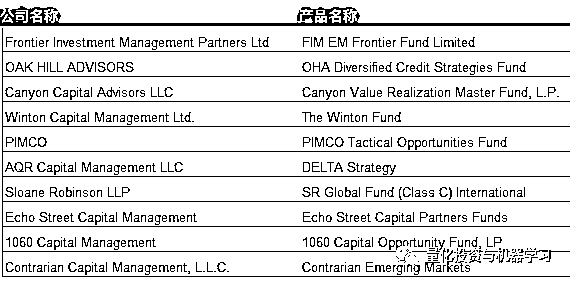 公司名称 产品名称
Frontier Investment Management Partners Ltd FIM EM Frontier Fund Limited
OAK HILL ADVISORS OHA Diversified Credit Strategies Fund
Canyon Capital Advisors LLC Canyon Value Realization Master Fund, L.P.
Winton Capital Management Ltd. The Winton Fund
PIMCO PIMCO Tactical Opportunities Fund
AQR Capital Management LLC DELTA Strategy
Sloane Robinson LLP SR Global Fund (Class C) International
Echo Street Capital Management Echo Street Capital Partners Funds
1060 Capital Management 1060 Capital Opportunity Fund, LP
Contrarian Capital Management, L.L.C. Contrarian Emerging Markets
量化投资与机器学习